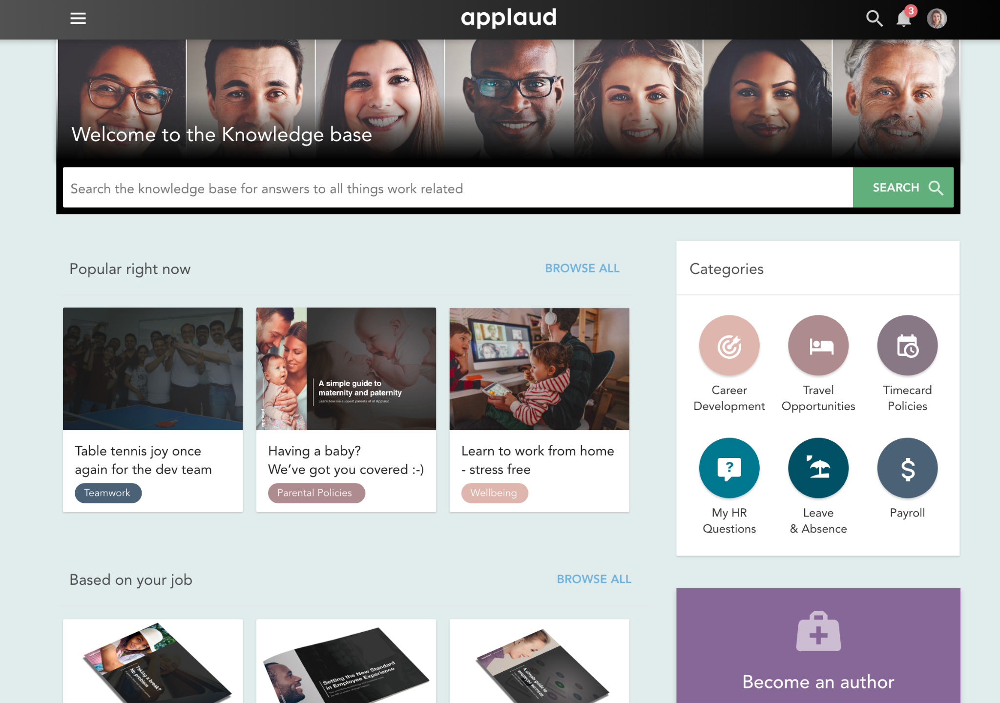 applaud
3
Welcome to the Knowledge base
Search the knowledge base for answers to all things work related
SEARCH
Popular right now
BROWSE ALL
A simple guide to
maternity and paternity
Learn how we support parents at at Applaud
applaud
Table tennis joy once
again for the dev team
Teamwork
Having a baby?
We’ve got you covered :-)
Parental Policies
Learn to work from home
- stress free
Wellbeing
Categories
Career
Development
Travel
Opportunities
Timecard
Policies
?
My HR
Questions
Leave
& Absence
$
Payroll
Based on your job
BROWSE ALL
applaud
Taking a break?
No problem
Setting the New Standard
in Employee Experience
applaud
A simple guide to
employee services
Become an author